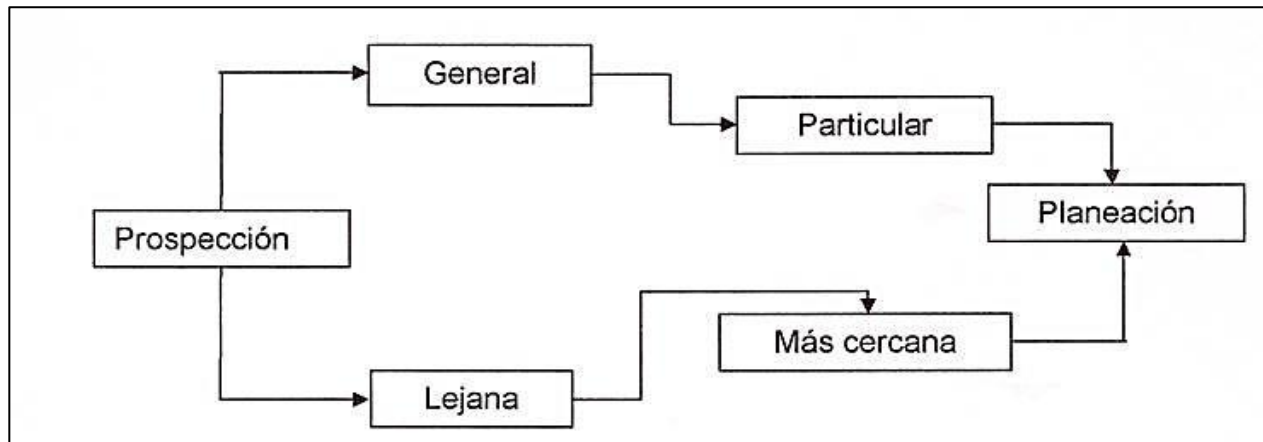 General
Particular
Planeación
Prospección
Más cercana
Lejana